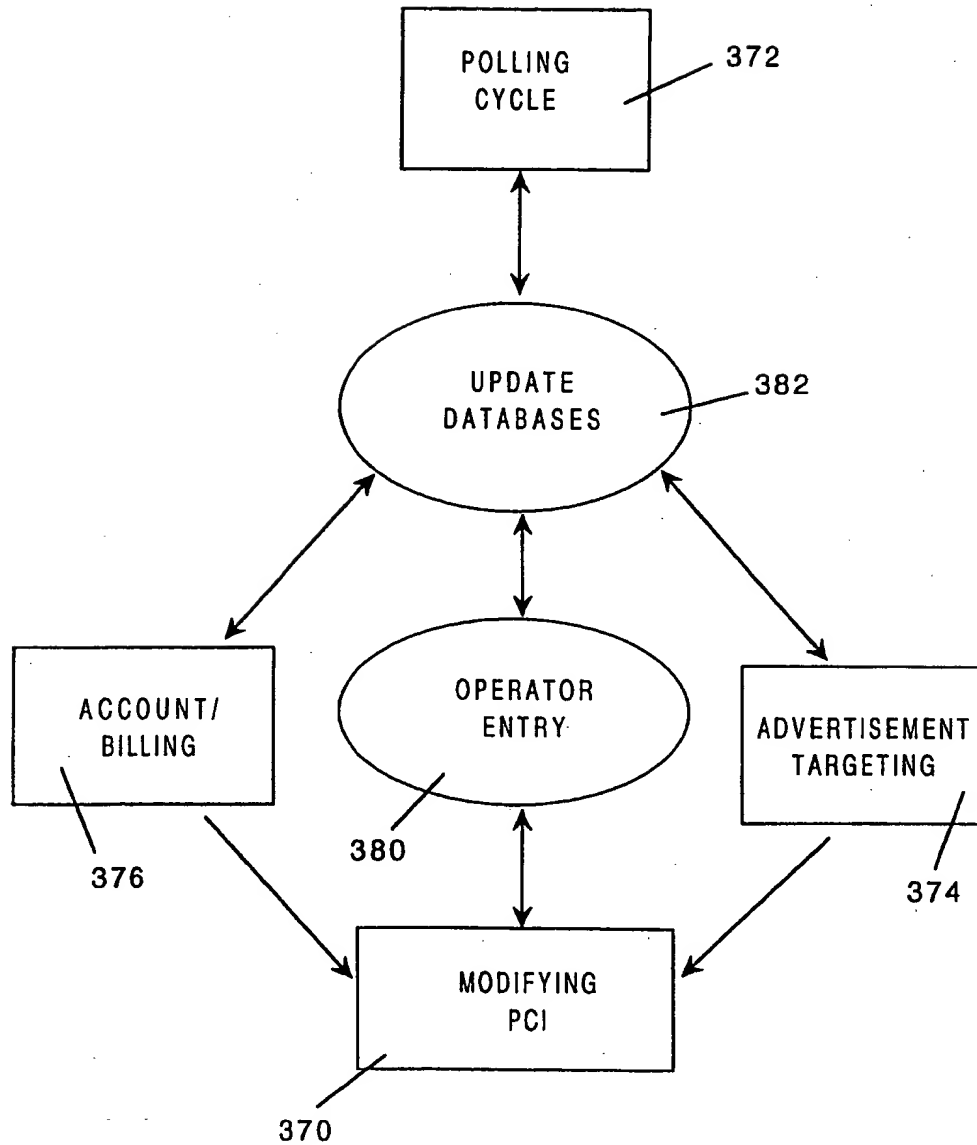 POLLING
CYCLE
372
UPDATE
DATABASES
382
ACCOUNT/
BILLING
376
OPERATOR
ENTRY
380
ADVERTISEMENT
TARGETING
374
MODIFYING
PCI
370